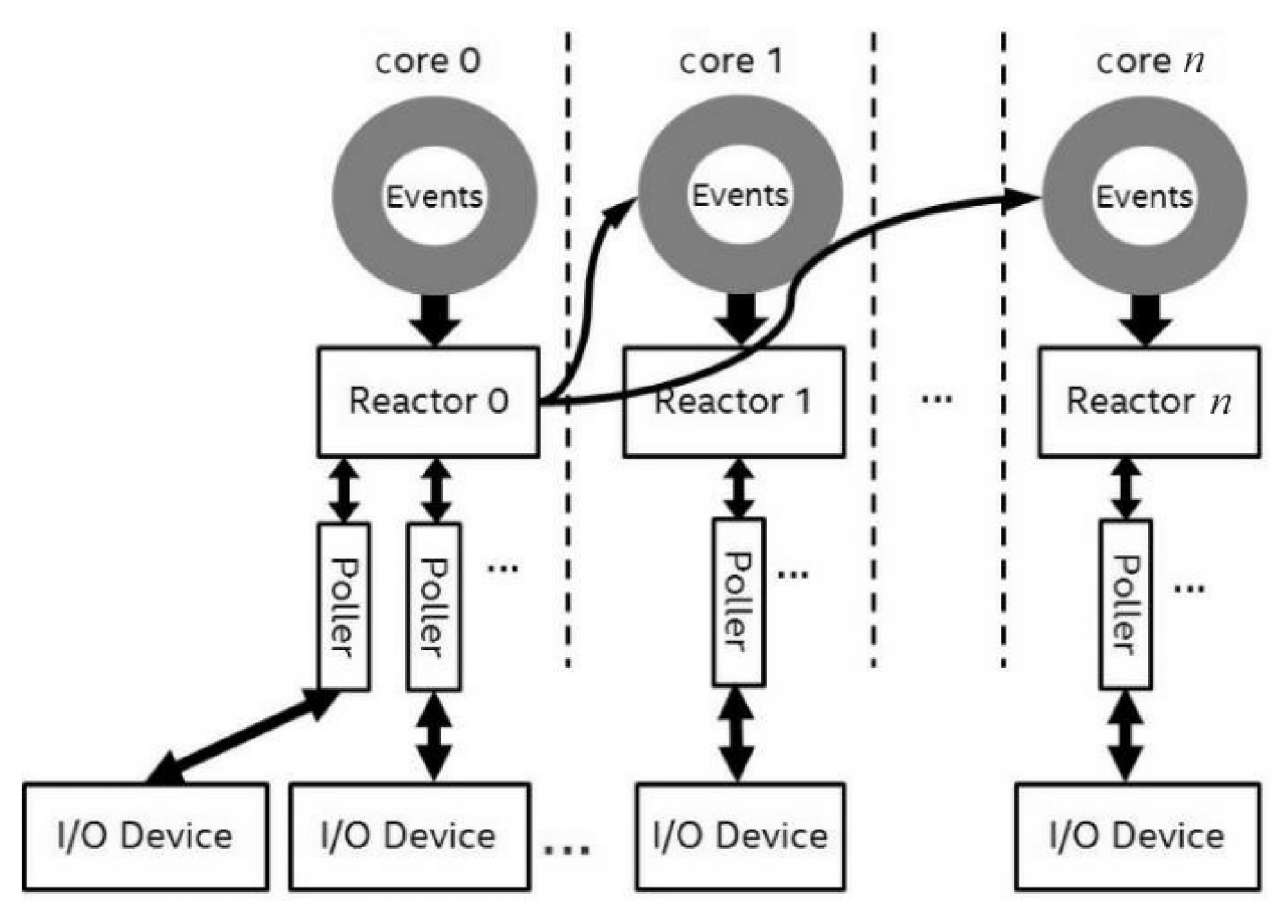 core 0
core 1
core n
Events
Events
Events
Reactor 0
Reactor 1
...
Reactor n
Poller
Poller
...
Poller
...
Poller
...
I/O Device
I/O Device
...
I/O Device
I/O Device